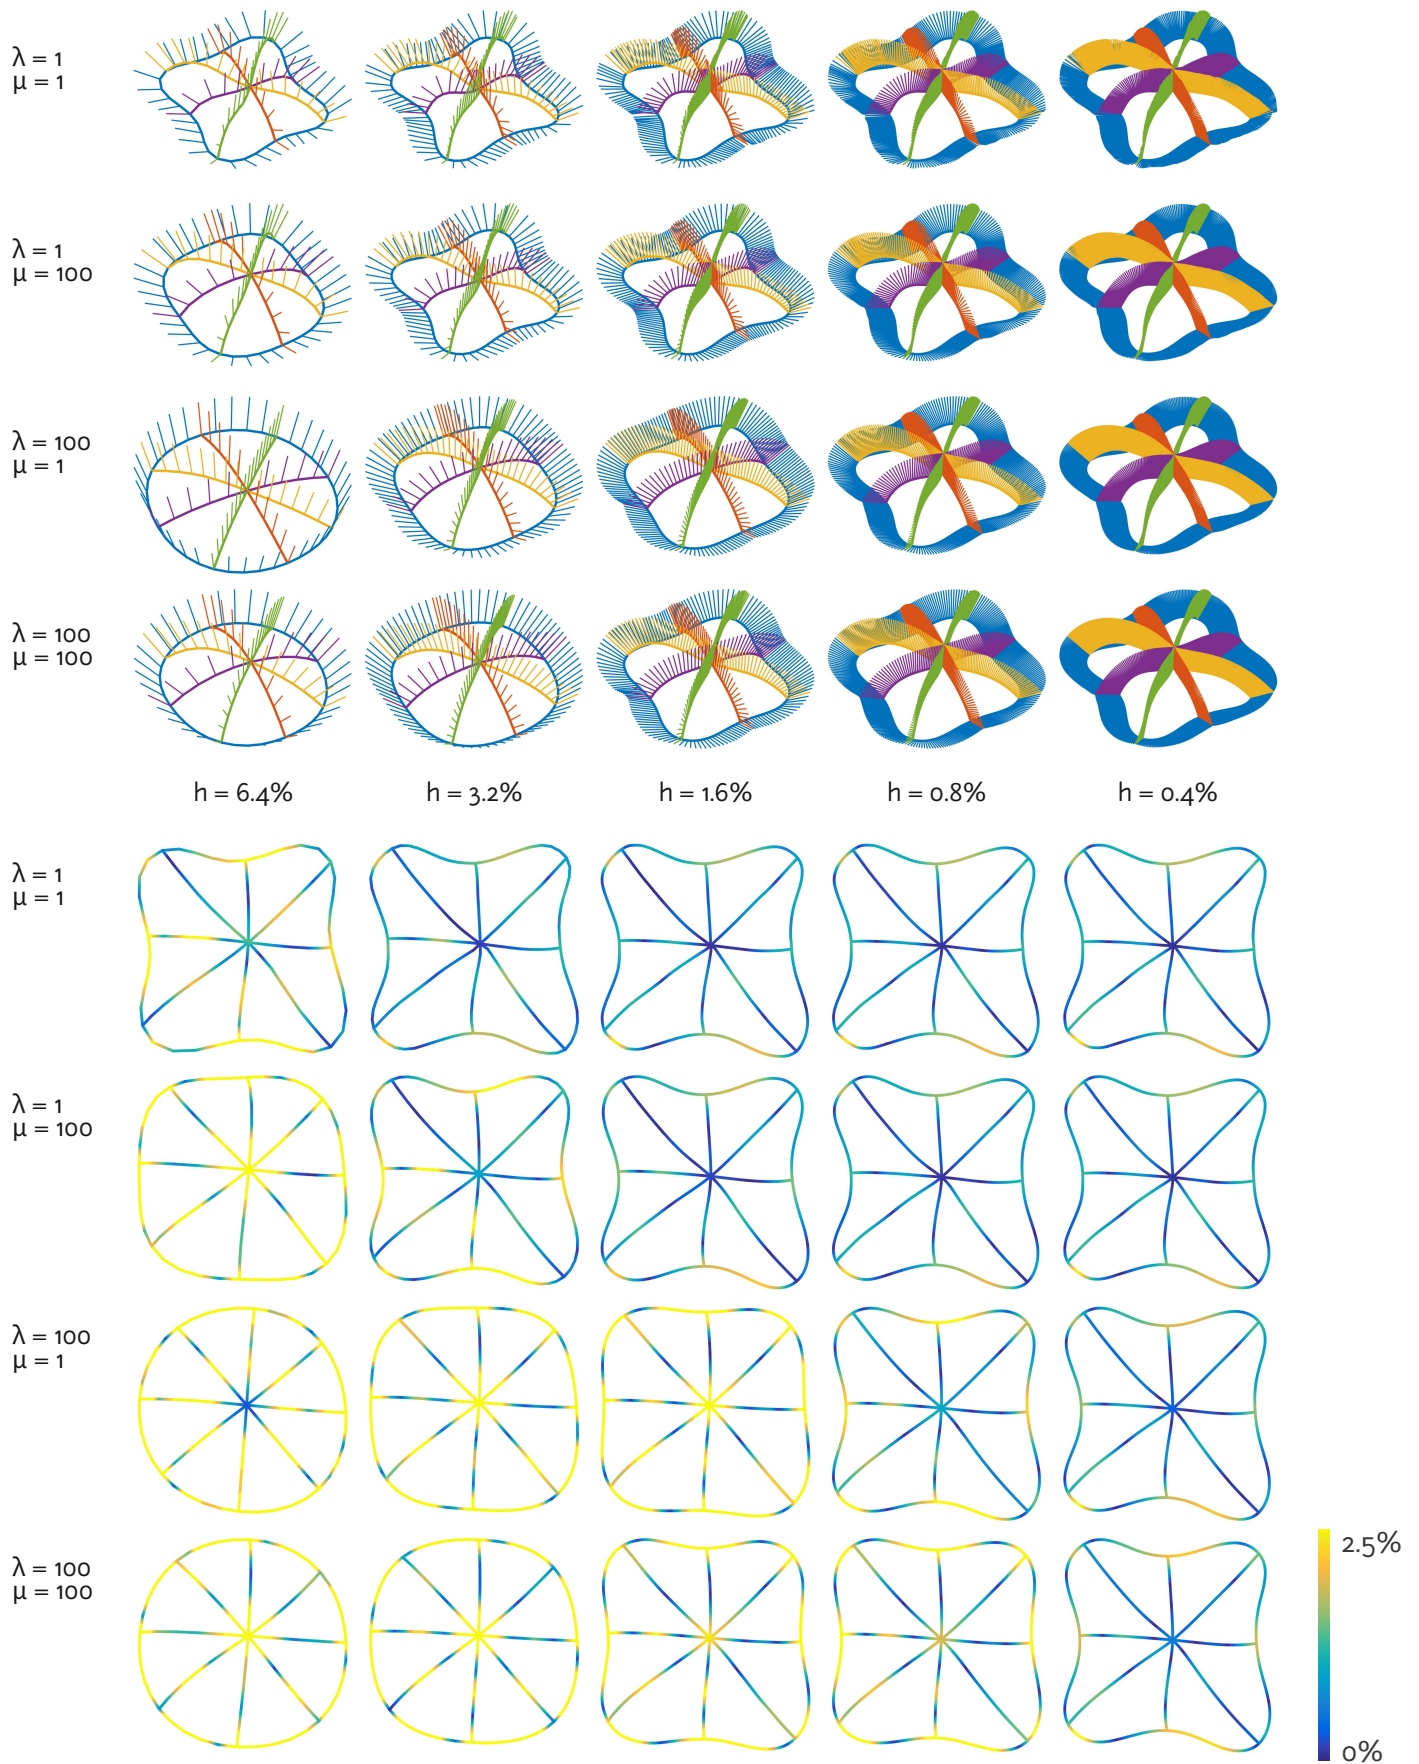 λ = 1
μ = 1
λ = 1
μ = 100
λ = 100
μ = 1
λ = 100
μ = 100
h = 6.4% h = 3.2% h = 1.6% h = 0.8% h = 0.4%
λ = 1
μ = 1
λ = 1
μ = 100
λ = 100
μ = 1
λ = 100
μ = 100
2.5%
0%